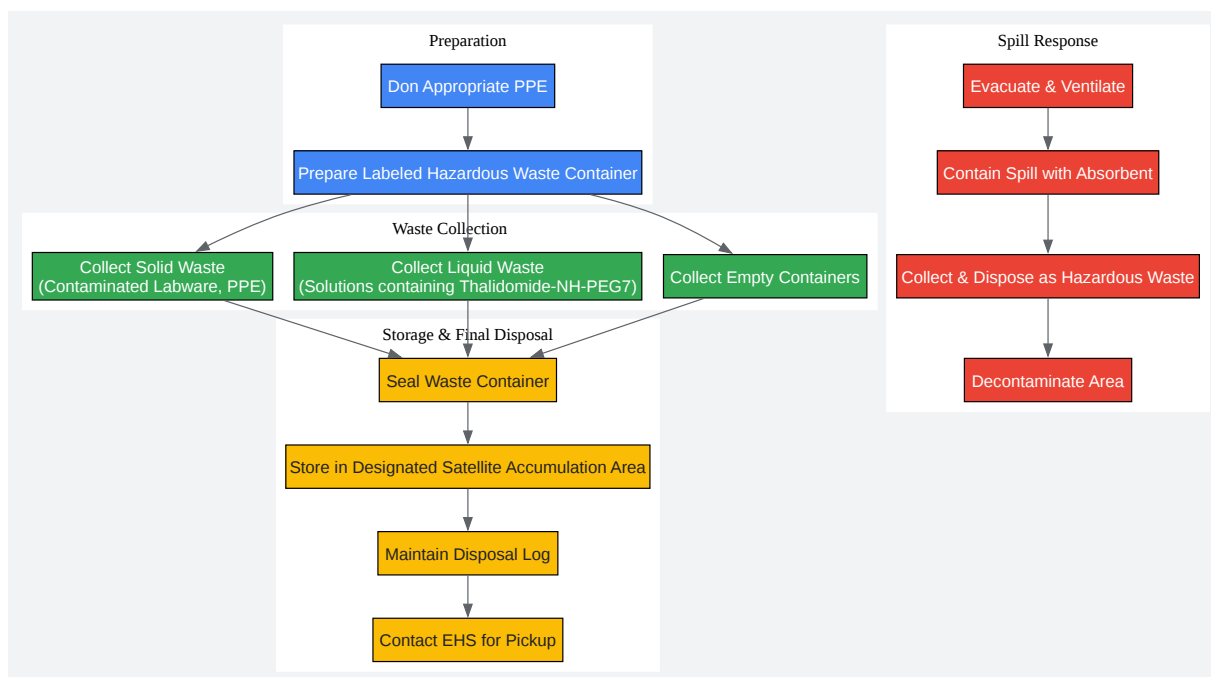 Preparation
Don Appropriate PPE
Prepare Labeled Hazardous Waste Container
Waste Collection
Collect Solid Waste
(Contaminated Labware, PPE)
Collect Liquid Waste
(Solutions containing Thalidomide-NH-PEG7)
Collect Empty Containers
Storage & Final Disposal
Seal Waste Container
Store in Designated Satellite Accumulation Area
Maintain Disposal Log
Contact EHS for Pickup
Spill Response
Evacuate & Ventilate
Contain Spill with Absorbent
Collect & Dispose as Hazardous Waste
Decontaminate Area